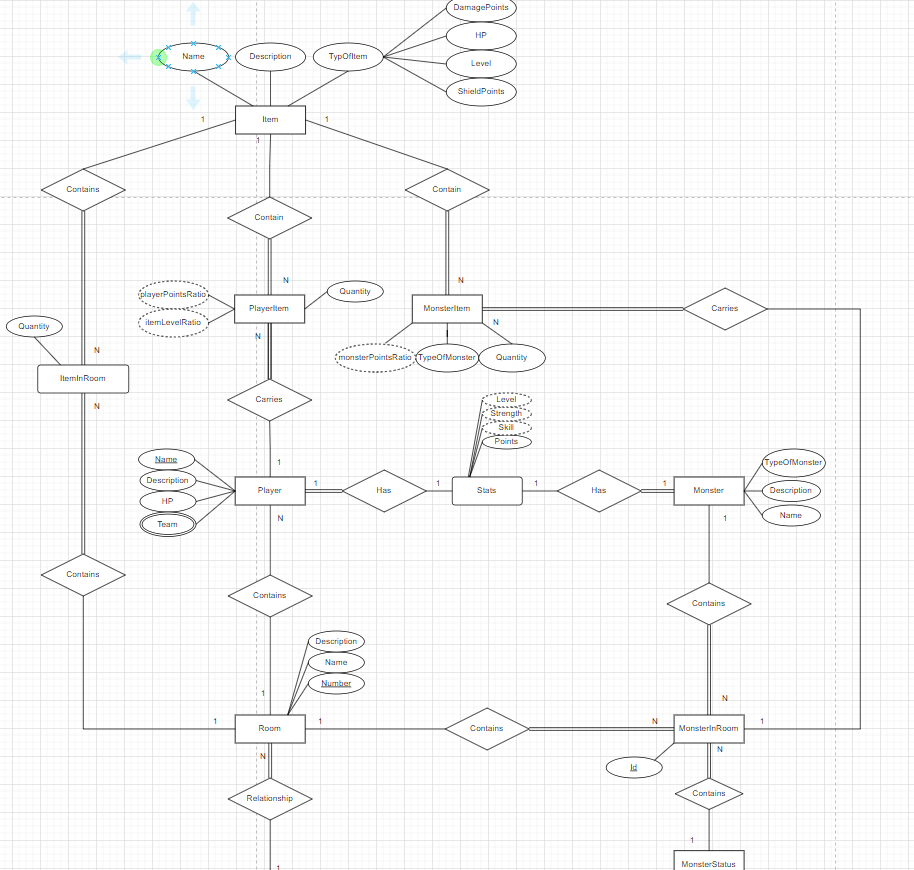 DamagePoints
HP
Name
Description
TypOfItem
Level
ShieldPoints
Item
1
1
1
Contains
Contain
Contain
N
N
playerPointsRatio
Quantity
PlayerItem
MonsterItem
Carries
itemLevelRatio
N
Quantity
N
N
monsterPointsRatio
TypeOfMonster
Quantity
ItemInRoom
Carries
Level
N
Strength
Skill
Points
Name
1
TypeOfMonster
Description
1
1
1
1
Player
Has
Stats
Has
Monster
Description
HP
Name
Team
N
1
Contains
Contains
Contains
Description
Name
Number
1
N
1
1
N
1
Room
Contains
MonsterInRoom
N
N
Id
Relationship
Contains
1
MonsterStatus
1